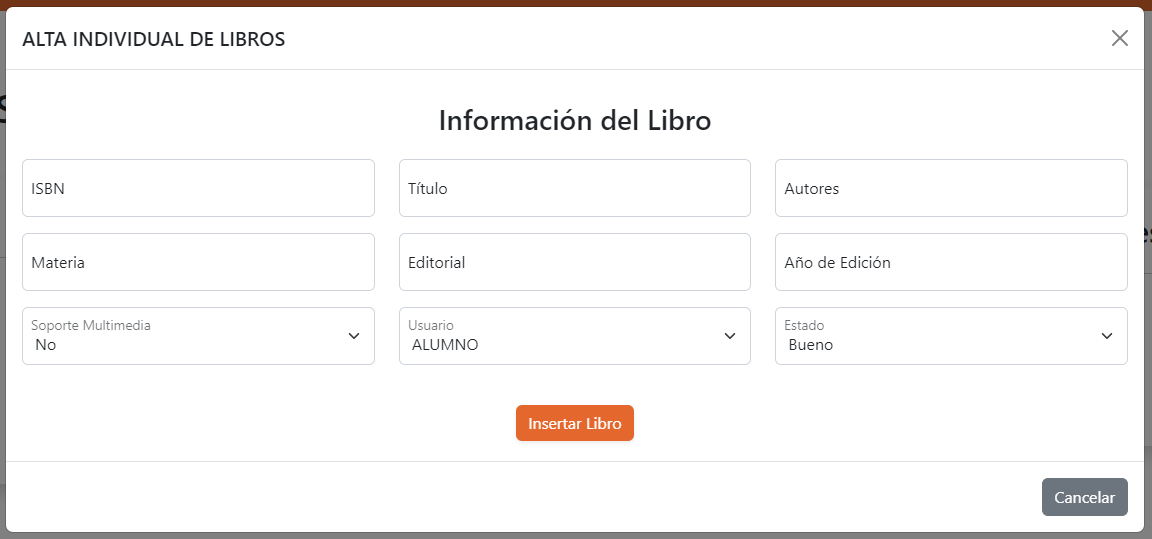 ALTA INDIVIDUAL DE LIBROS
Información del Libro
ISBN
Título
Autores
Materia
Editorial
Año de Edición
Soporte Multimedia
No
Usuario
ALUMNO
Estado
Bueno
Insertar Libro
Cancelar